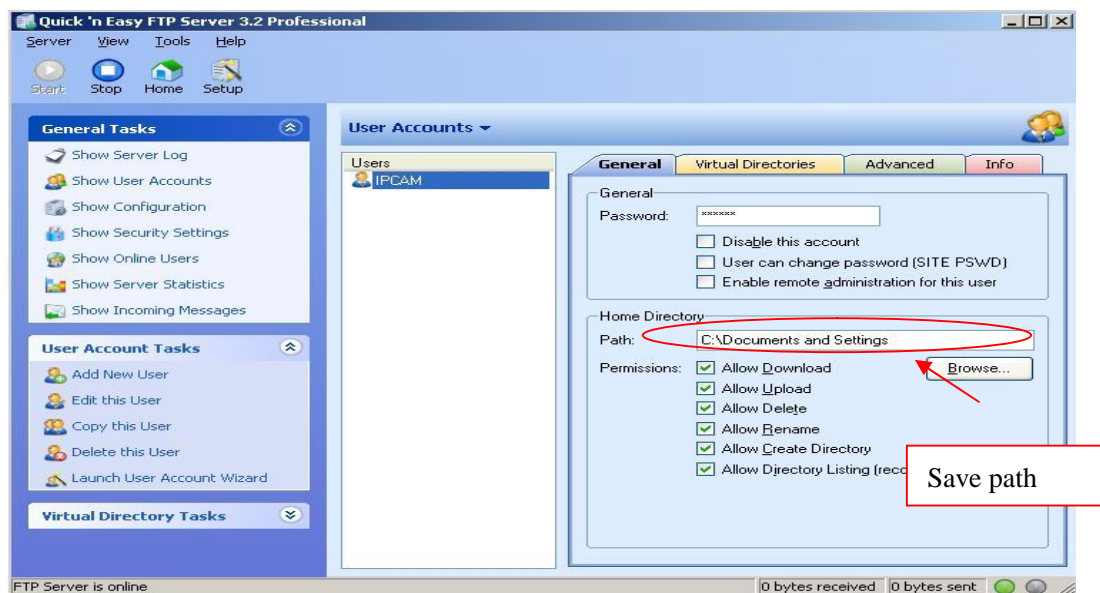 Quick 'n Easy FTP Server 3.2 Professional
Server View Tools Help
Start Stop Home Setup
General Tasks
Show Server Log
Show User Accounts
Show Configuration
Show Security Settings
Show Online Users
Show Server Statistics
Show Incoming Messages
User Account Tasks
Add New User
Edit this User
Copy this User
Delete this User
Launch User Account Wizard
Virtual Directory Tasks
User Accounts
Users
IPCAM
General Virtual Directories Advanced Info
General
Password: ××××××
Disable this account
User can change password (SITE PSWD)
Enable remote administration for this user
Home Directory
Path: C:\Documents and Settings
Permissions: Allow Download
Browse...
Allow Upload
Allow Delete
Allow Rename
Allow Create Directory
Allow Directory Listing
Save path
FTP Server is online
0 bytes received 0 bytes sent